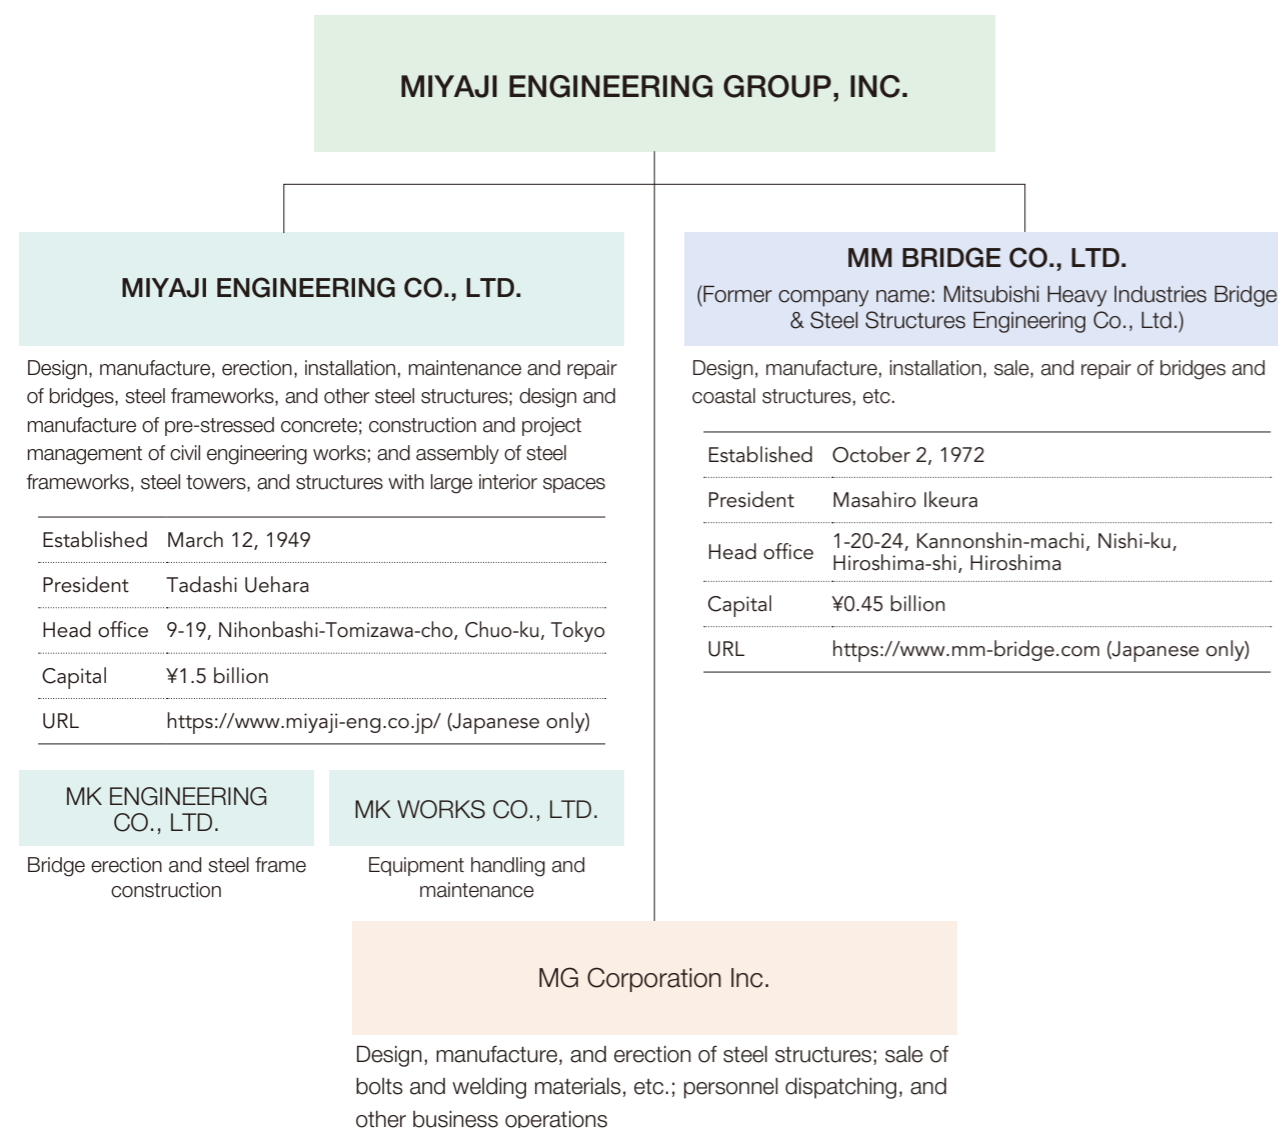 MIYAJI ENGINEERING GROUP, INC.
MIYAJI ENGINEERING CO., LTD.
Design, manufacture, erection, installation, maintenance and repair
of bridges, steel frameworks, and other steel structures; design and
manufacture of pre-stressed concrete; construction and project
management of civil engineering works; and assembly of steel
frameworks, steel towers, and structures with large interior spaces
Established March 12, 1949
President Tadashi Uehara
Head office 9-19, Nihonbashi-Tomizawa-cho, Chuo-ku, Tokyo
Capital ¥1.5 billion
URL https://www.miyaji-eng.co.jp/ (Japanese only)
MK ENGINEERING
CO., LTD.
Bridge erection and steel frame
construction
MK WORKS CO., LTD.
Equipment handling and
maintenance
MM BRIDGE CO., LTD.
(Former company name: Mitsubishi Heavy Industries Bridge
& Steel Structures Engineering Co., Ltd.)
Design, manufacture, installation, sale, and repair of bridges and
coastal structures, etc.
Established October 2, 1972
President Masahiro Ikeura
Head office 1-20-24, Kannonshin-machi, Nishi-ku,
Hiroshima-shi, Hiroshima
Capital ¥0.45 billion
URL https://www.mm-bridge.com (Japanese only)
MG Corporation Inc.
Design, manufacture, and erection of steel structures; sale of
bolts and welding materials, etc.; personnel dispatching, and
other business operations